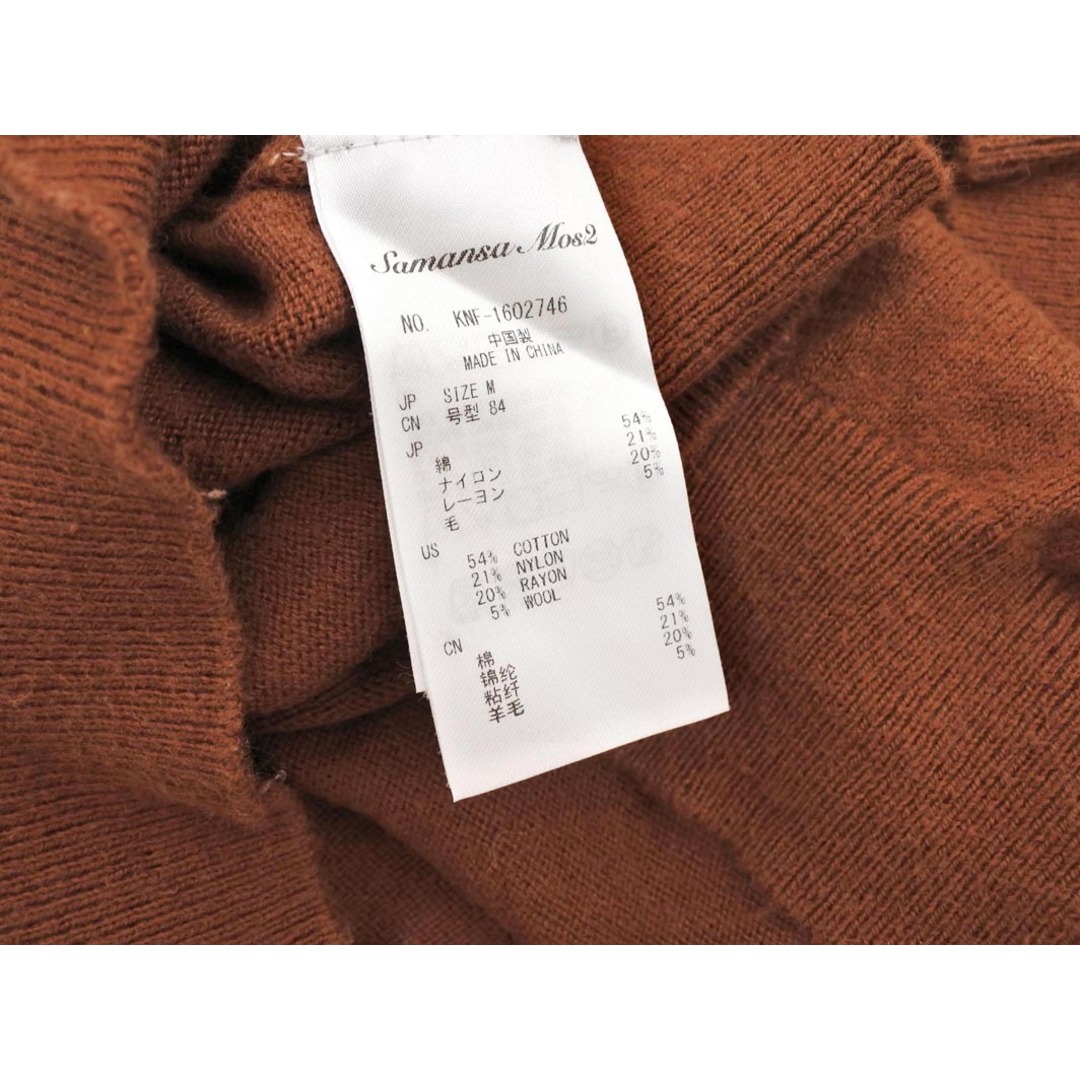 Samansa Mos2
NO. KNF-1602746
中国製
MADE IN CHINA
JP SIZE M
CN 号型 84
JP
綿 54%
ナイロン 21%
レーヨン 20%
毛 5%
US 54% COTTON
21% NYLON
20% RAYON
5% WOOL
CN
棉 54%
锦纶 21%
粘纤 20%
羊毛 5%